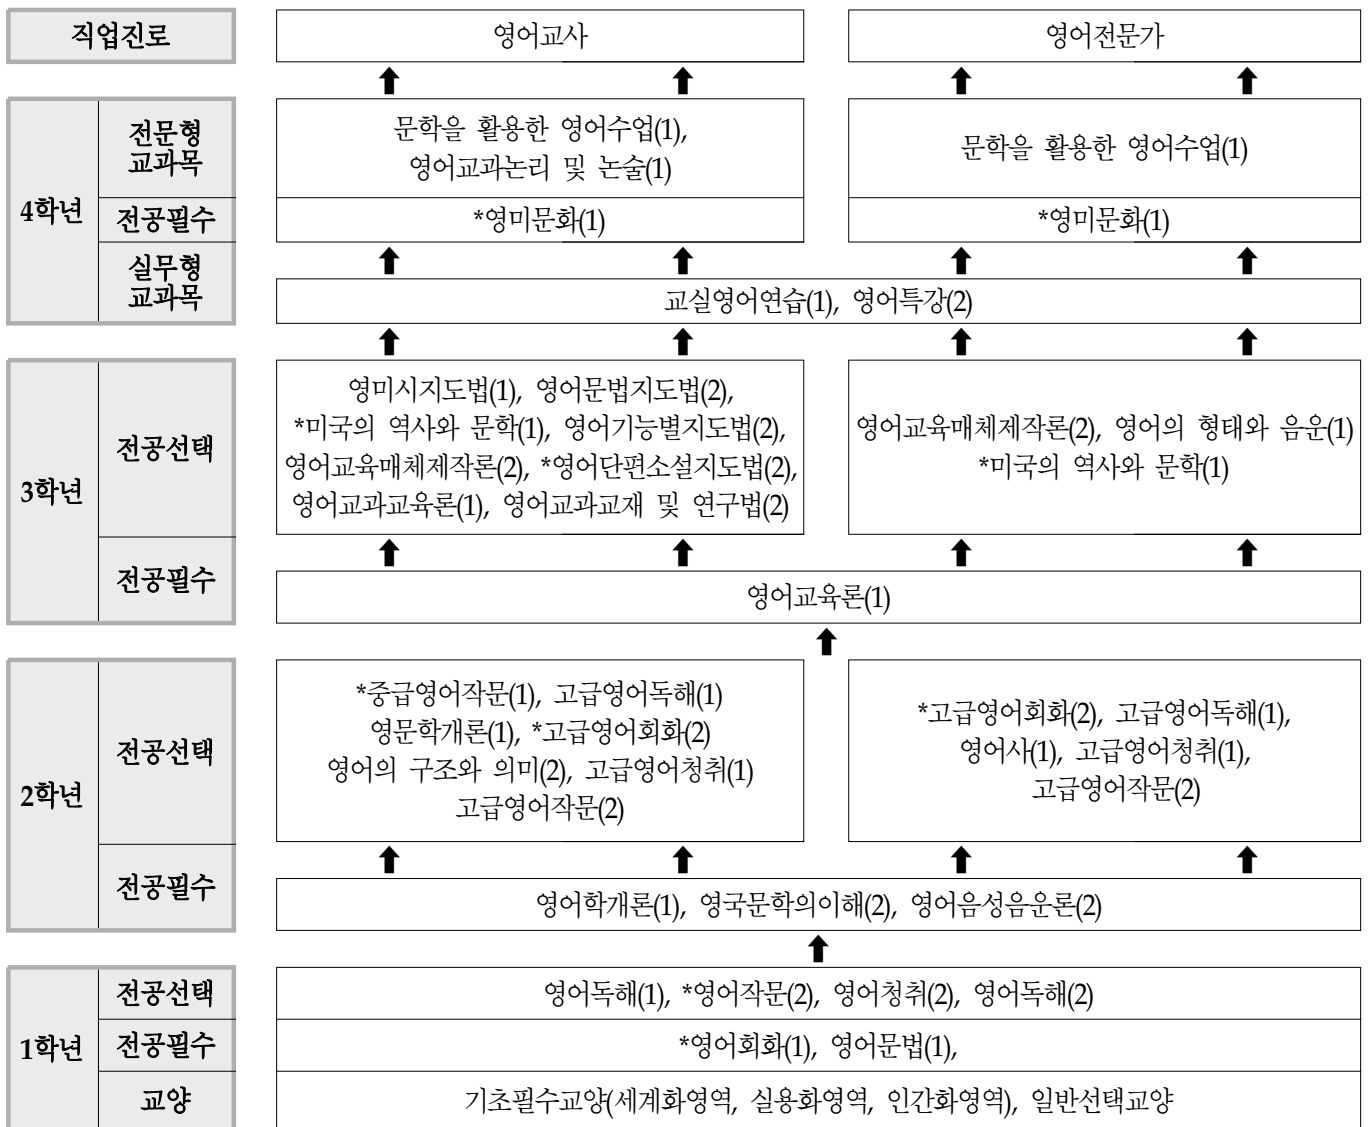 직업진로
영어교사
영어전문가
4학년
전문형
교과목
문학을 활용한 영어수업(1),
영어교과논리 및 논술(1)
문학을 활용한 영어수업(1)
전공필수
*영미문화(1)
*영미문화(1)
실무형
교과목
교실영어연습(1), 영어특강(2)
3학년
전공선택
영미시지도법(1), 영어문법지도법(2),
*미국의 역사와 문학(1), 영어기능별지도법(2),
영어교육매체제작론(2), *영어단편소설지도법(2),
영어교과교육론(1), 영어교과교재 및 연구법(2)
영어교육매체제작론(2), 영어의 형태와 음운(1)
*미국의 역사와 문학(1)
전공필수
영어교육론(1)
2학년
전공선택
*중급영어작문(1), 고급영어독해(1)
영문학개론(1), *고급영어회화(2)
영어의 구조와 의미(2), 고급영어청취(1)
고급영어작문(2)
*고급영어회화(2), 고급영어독해(1),
영어사(1), 고급영어청취(1),
고급영어작문(2)
전공필수
영어학개론(1), 영국문학의이해(2), 영어음성음운론(2)
1학년
전공선택
영어독해(1), *영어작문(2), 영어청취(2), 영어독해(2)
전공필수
*영어회화(1), 영어문법(1),
교양
기초필수교양(세계화영역, 실용화영역, 인간화영역), 일반선택교양